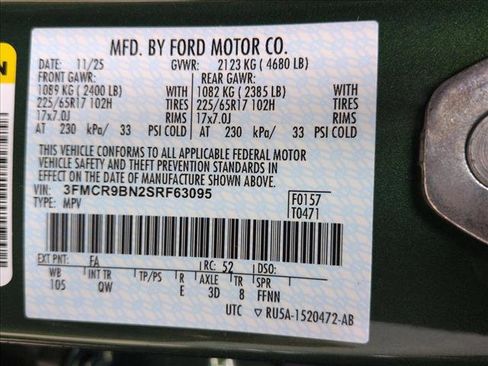 MFD. BY FORD MOTOR CO.
DATE: 11/25 GVWR: 2123 KG ( 4680 LB)
FRONT GAWR: REAR GAWR:
1089 KG ( 2400 LB) WITH 1082 KG ( 2385 LB) WITH
225/65R17 102H TIRES 225/65R17 102H TIRES
17x7.0J RIMS 17x7.0J RIMS
AT 230 kPa/ 33 PSI COLD AT 230 kPa/ 33 PSI COLD
THIS VEHICLE CONFORMS TO ALL APPLICABLE FEDERAL MOTOR
VEHICLE SAFETY AND THEFT PREVENTION STANDARDS IN
EFFECT ON THE DATE OF MANUFACTURE SHOWN ABOVE.
VIN: 3FMCR9BN2SRF63095 F0157
TYPE: MPV T0471
EXT PNT: FA RC: 52 DSO:
WB INT TR TP/PS R AXLE TR SPR
105 QW E 3D 8 FFNN
UTC RU5A-1520472-AB